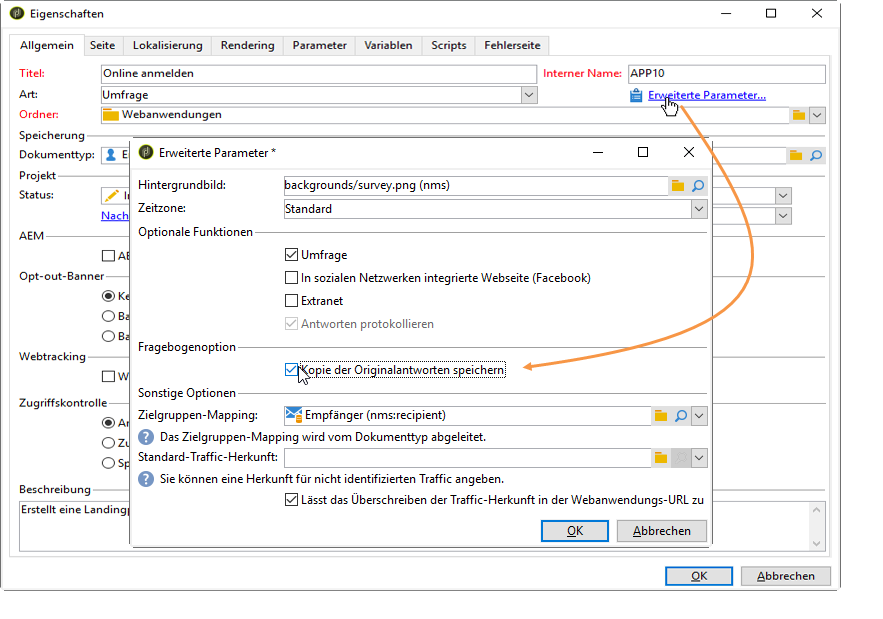 Eigenschaften
Allgemein Seite Lokalisierung Rendering Parameter Variablen Scripts Fehlerseite
Titel: Online anmelden Interner Name: APP10
Art: Umfrage Erweiterte Parameter...
Ordner: Webanwendungen
Speicherung
Dokumenttyp: E
Projekt
Status: In
Nach
AEM
AE
Opt-out-Banner
Ke
Ba
Ba
Webtracking
W
Zugriffskontrolle
An
Zu
Sp
Beschreibung
Erstellt eine Landingp
Erweiterte Parameter *
Hintergrundbild: backgrounds/survey.png (nms)
Zeitzone: Standard
Optionale Funktionen
Umfrage
In sozialen Netzwerken integrierte Webseite (Facebook)
Extranet
Antworten protokollieren
Fragebogenoption
Kopie der Originalantworten speichern
Sonstige Optionen
Zielgruppen-Mapping: Empfänger (nms:recipient)
? Das Zielgruppen-Mapping wird vom Dokumenttyp abgeleitet.
Standard-Traffic-Herkunft:
? Sie können eine Herkunft für nicht identifizierten Traffic angeben.
Lässt das Überschreiben der Traffic-Herkunft in der Webanwendungs-URL zu
OK Abbrechen
OK Abbrechen